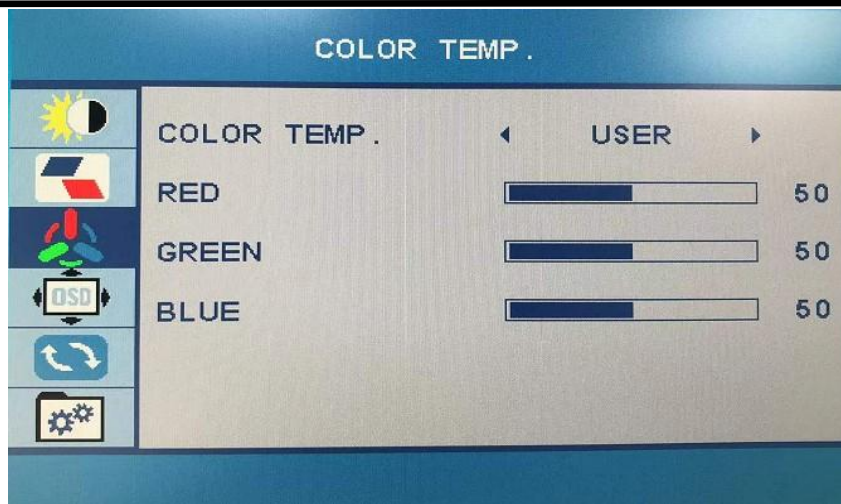 COLOR TEMP.
COLOR TEMP. USER
RED 50
GREEN 50
BLUE 50
OSD